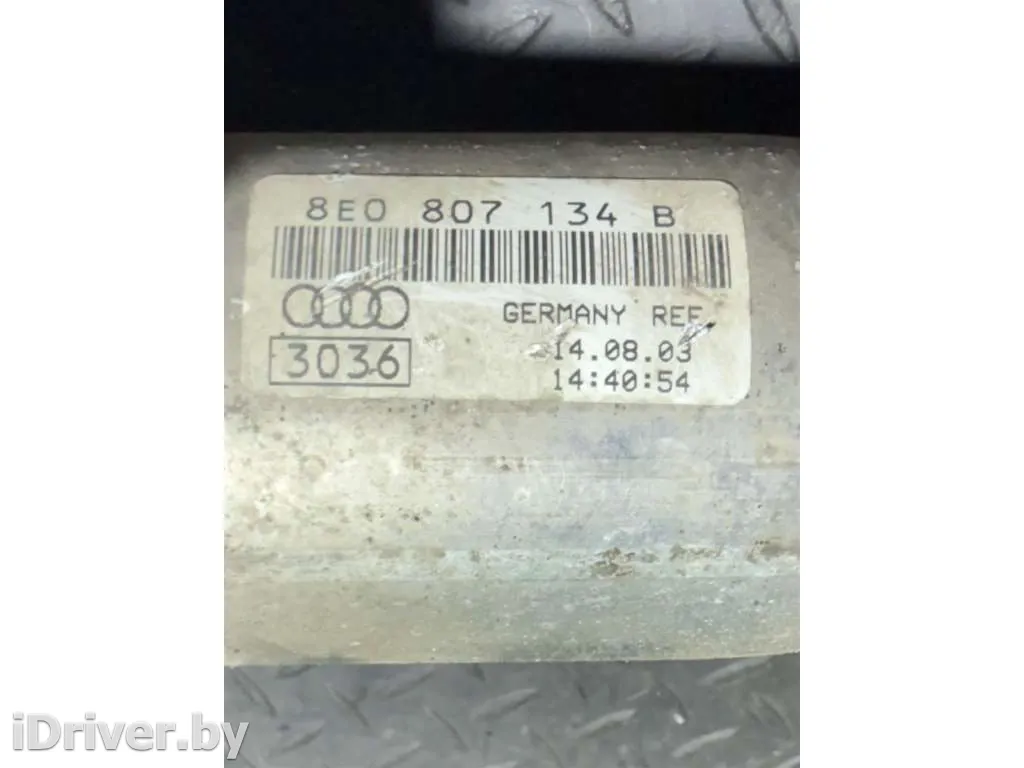 8E0 807 134 B
GERMANY REF.
3036
14.08.03
14:40:54
iDriver.by